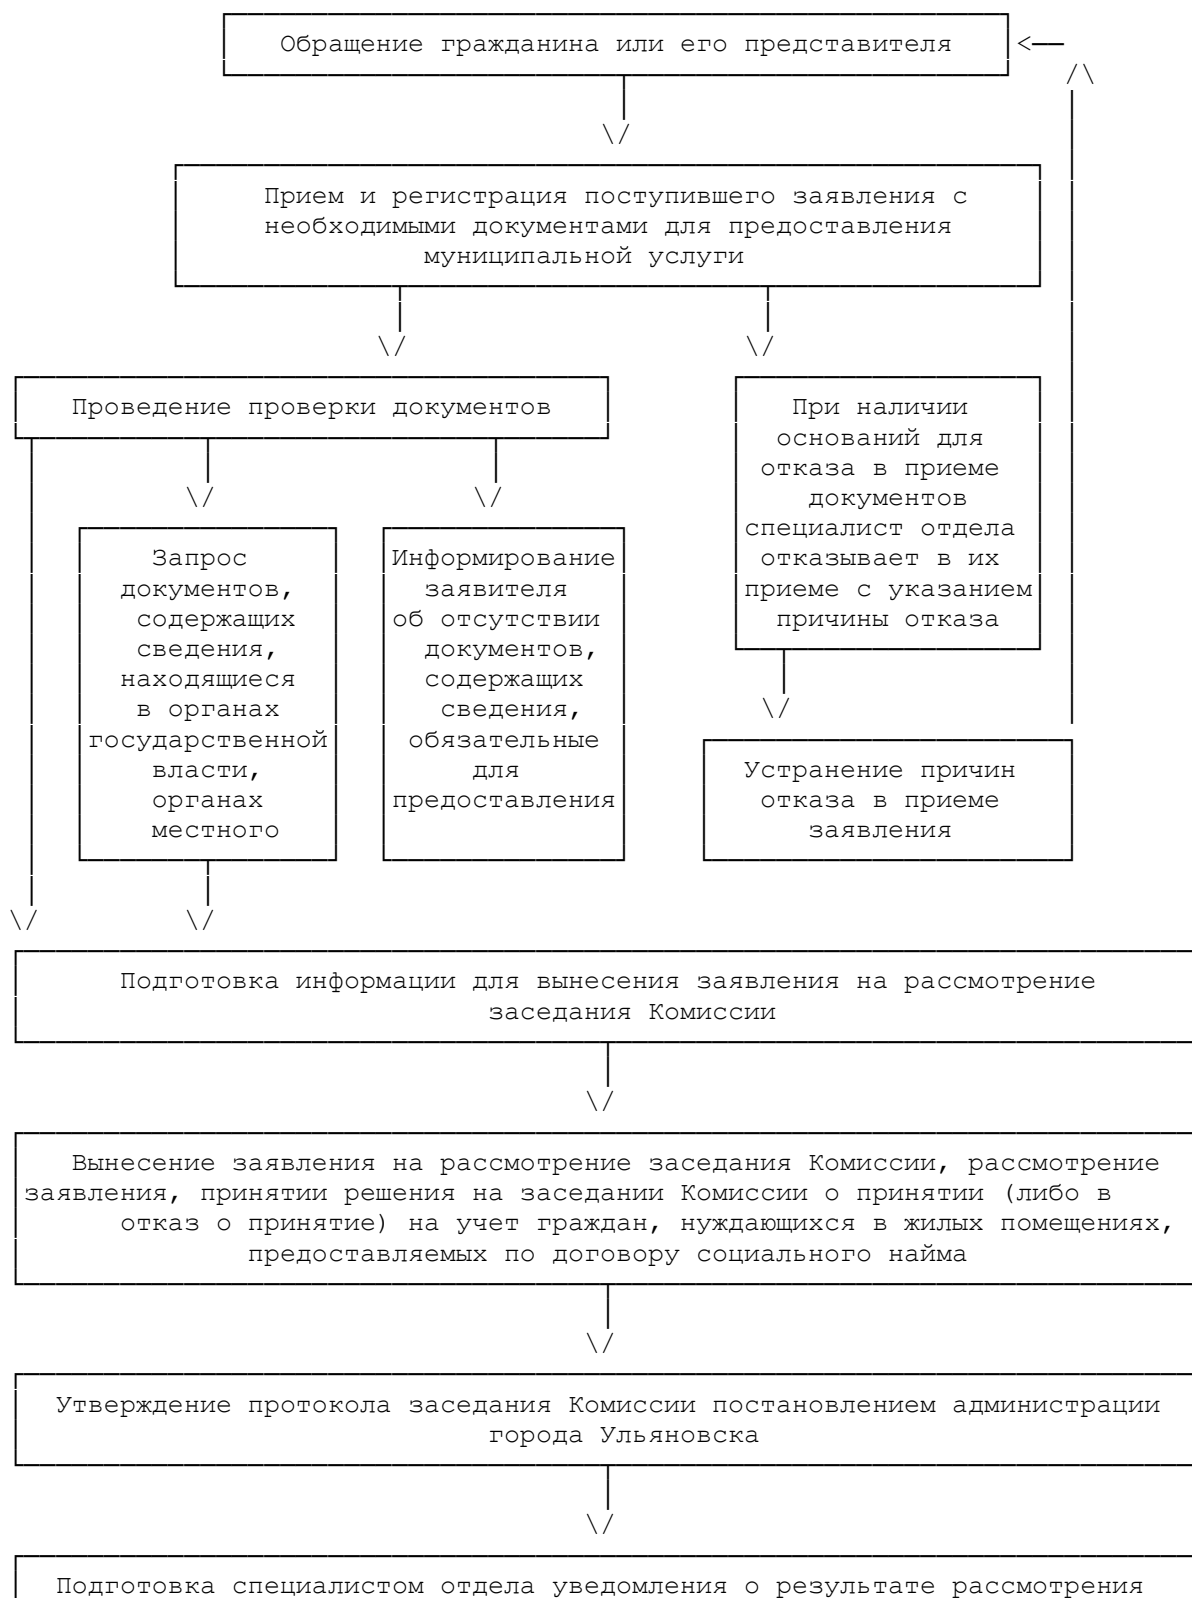 Обращение гражданина или его представителя
Прием и регистрация поступившего заявления с
необходимыми документами для предоставления
муниципальной услуги
Проведение проверки документов
При наличии
оснований для
отказа в приеме
документов
специалист отдела
отказывает в их
приеме с указанием
причины отказа
Запрос
документов,
содержащих
сведения,
находящиеся
в органах
государственной
власти,
органах
местного
Информирование
заявителя
об отсутствии
документов,
содержащих
сведения,
обязательные
для
предоставления
Устранение причин
отказа в приеме
заявления
Подготовка информации для вынесения заявления на рассмотрение
заседания Комиссии
Вынесение заявления на рассмотрение заседания Комиссии, рассмотрение
заявления, принятии решения на заседании Комиссии о принятии (либо в
отказ о принятие) на учет граждан, нуждающихся в жилых помещениях,
предоставляемых по договору социального найма
Утверждение протокола заседания Комиссии постановлением администрации
города Ульяновска
Подготовка специалистом отдела уведомления о результате рассмотрения